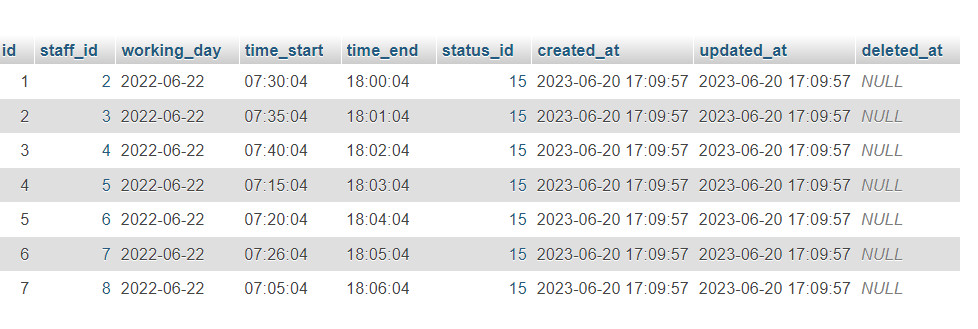 id staff_id working_day time_start time_end status_id created_at updated_at deleted_at
1 2 2022-06-22 07:30:04 18:00:04 15 2023-06-20 17:09:57 2023-06-20 17:09:57 NULL
2 3 2022-06-22 07:35:04 18:01:04 15 2023-06-20 17:09:57 2023-06-20 17:09:57 NULL
3 4 2022-06-22 07:40:04 18:02:04 15 2023-06-20 17:09:57 2023-06-20 17:09:57 NULL
4 5 2022-06-22 07:15:04 18:03:04 15 2023-06-20 17:09:57 2023-06-20 17:09:57 NULL
5 6 2022-06-22 07:20:04 18:04:04 15 2023-06-20 17:09:57 2023-06-20 17:09:57 NULL
6 7 2022-06-22 07:26:04 18:05:04 15 2023-06-20 17:09:57 2023-06-20 17:09:57 NULL
7 8 2022-06-22 07:05:04 18:06:04 15 2023-06-20 17:09:57 2023-06-20 17:09:57 NULL